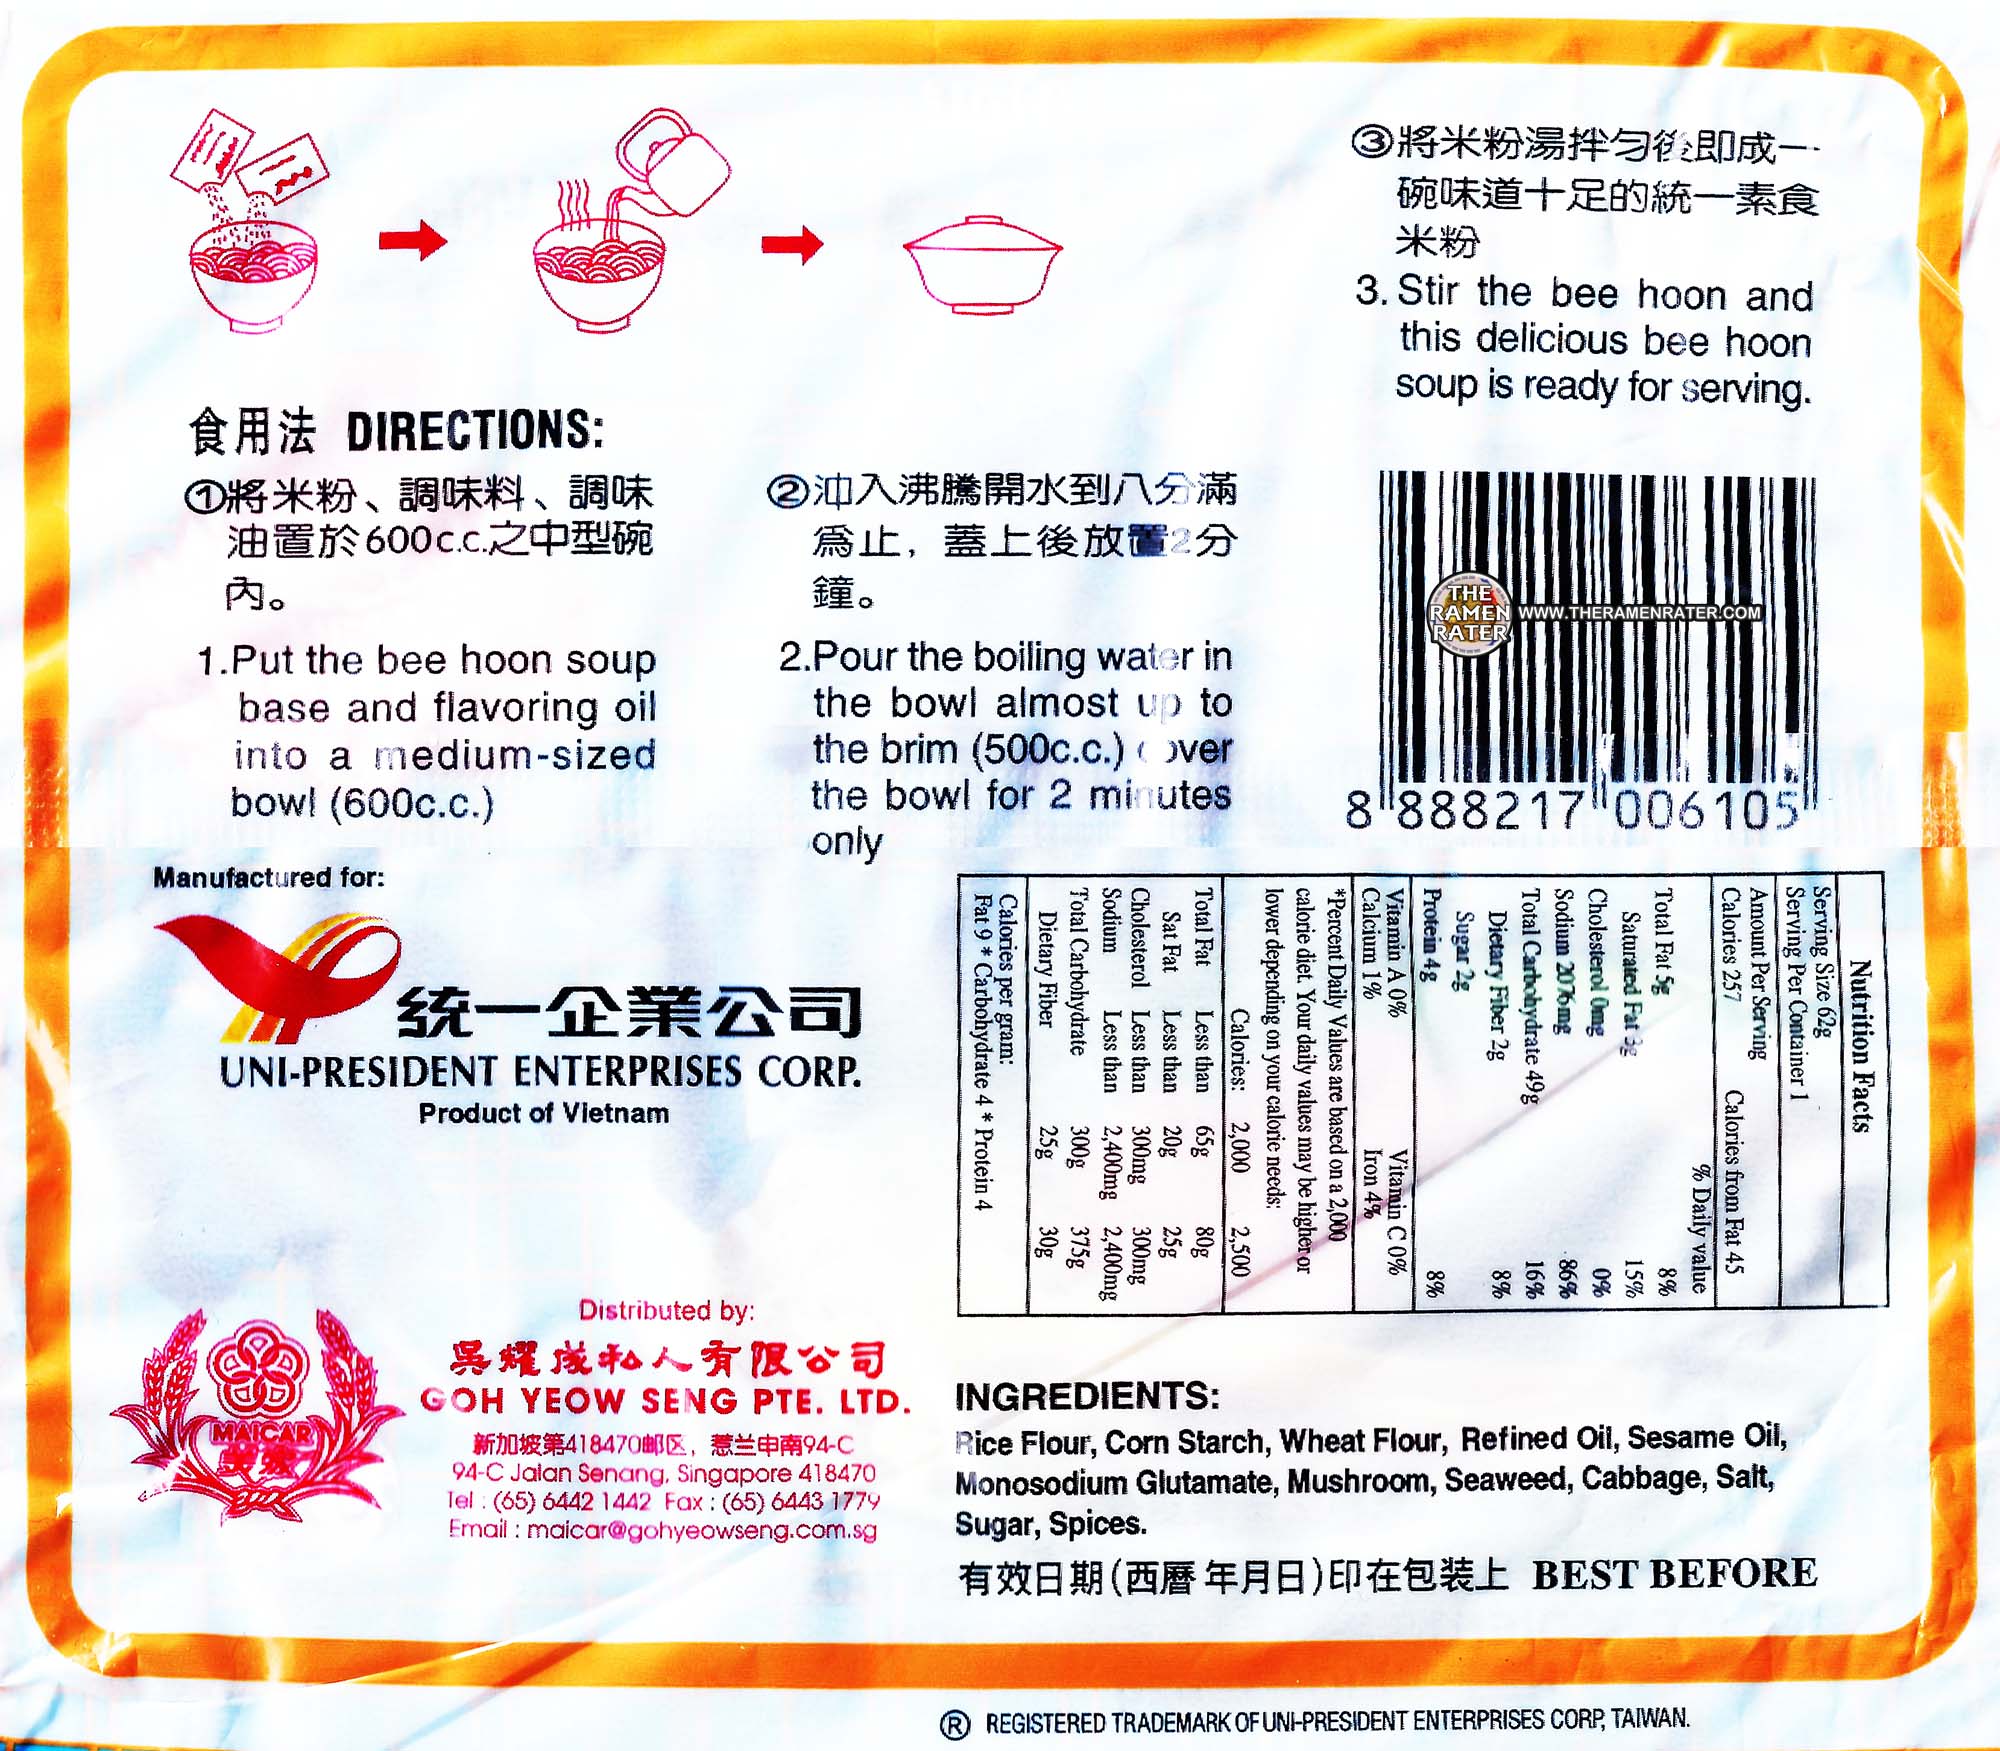 食用法 DIRECTIONS:
①將米粉、調味料、調味
油置於600c.c.之中型碗
內。
1.Put the bee hoon soup
base and flavoring oil
into a medium-sized
bowl (600c.c.)
②沖入沸騰開水到八分滿
為止，蓋上後放置2分
鐘。
2.Pour the boiling water in
the bowl almost up to
the brim (500c.c.) cover
the bowl for 2 minutes
only
③將米粉湯拌勻後即成一
碗味道十足的統一素食
米粉
3. Stir the bee hoon and
this delicious bee hoon
soup is ready for serving.
THE
RAMEN
RATER
WWW.THERAMENRATER.COM
8 888217 006105
Manufactured for:
統一企業公司
UNI-PRESIDENT ENTERPRISES CORP.
Product of Vietnam
Nutrition Facts
Serving Size 62g
Serving Per Container 1
Amount Per Serving
Calories 257 Calories from Fat 45
% Daily value
Total Fat 5g 8%
Saturated Fat 3g 15%
Cholesterol 0mg 0%
Sodium 2076mg 86%
Total Carbohydrate 49g 16%
Dietary Fiber 2g 8%
Sugar 2g
Protein 4g 8%
Vitamin A 0% Vitamin C 0%
Calcium 1% Iron 4%
*Percent Daily Values are based on a 2,000
calorie diet. Your daily values may be higher or
lower depending on your calorie needs:
Calories: 2,000 2,500
Total Fat Less than 65g 80g
Sat Fat Less than 20g 25g
Cholesterol Less than 300mg 300mg
Sodium Less than 2,400mg 2,400mg
Total Carbohydrate 300g 375g
Dietary Fiber 25g 30g
Calories per gram:
Fat 9 * Carbohydrate 4 * Protein 4
MAICAR
Distributed by:
吳耀成私人有限公司
GOH YEOW SENG PTE. LTD.
新加坡第418470邮区，惹兰申南94-C
94-C Jalan Senang, Singapore 418470
Tel : (65) 6442 1442 Fax : (65) 6443 1779
Email : maicar@gohyeowseng.com.sg
INGREDIENTS:
Rice Flour, Corn Starch, Wheat Flour, Refined Oil, Sesame Oil,
Monosodium Glutamate, Mushroom, Seaweed, Cabbage, Salt,
Sugar, Spices.
有效日期(西曆年月日)印在包裝上 BEST BEFORE
® REGISTERED TRADEMARK OF UNI-PRESIDENT ENTERPRISES CORP, TAIWAN.